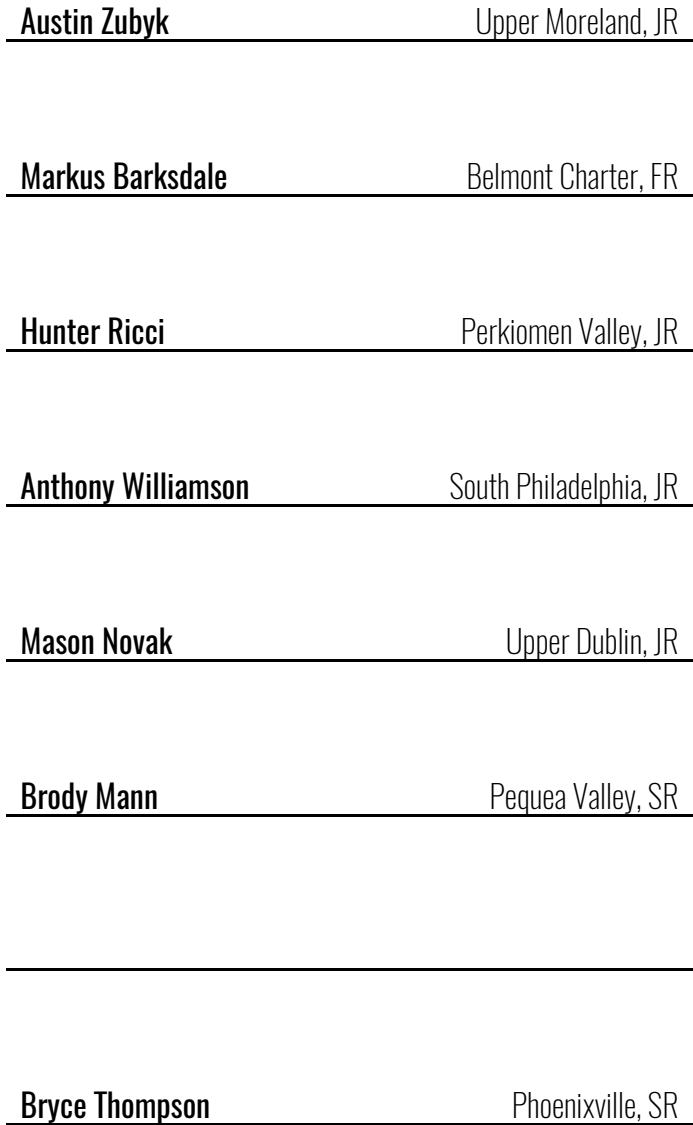 Austin Zubyk Upper Moreland, JR
Markus Barksdale Belmont Charter, FR
Hunter Ricci Perkiomen Valley, JR
Anthony Williamson South Philadelphia, JR
Mason Novak Upper Dublin, JR
Brody Mann Pequea Valley, SR
Bryce Thompson Phoenixville, SR